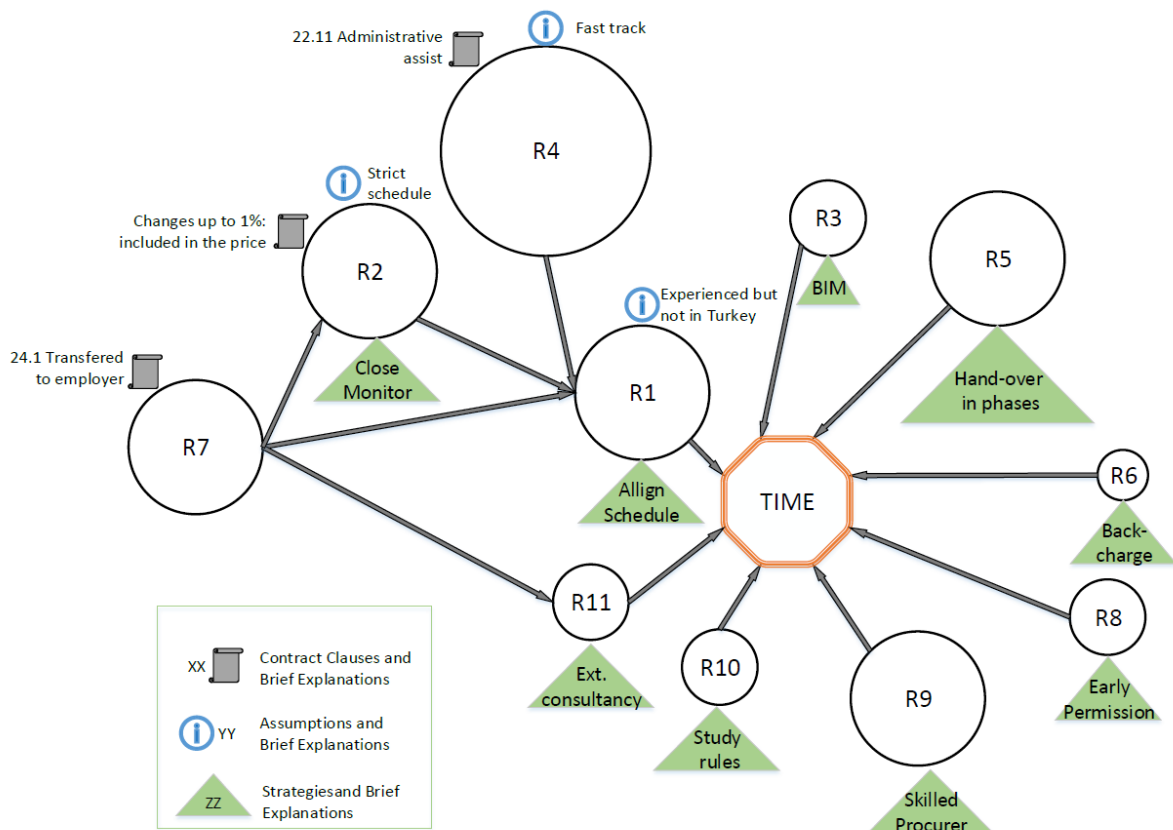 22.11 Administrative
assist
Fast track
R4
Strict
schedule
Changes up to 1%:
included in the price
R2
R3
BIM
R5
Hand-over
in phases
Experienced but
not in Turkey
24.1 Transfered
to employer
Close
Monitor
R1
R7
Allign
Schedule
TIME
R6
Back-
charge
R11
Ext.
consultancy
R10
Study
rules
R9
Skilled
Procurer
R8
Early
Permission
XX
Contract Clauses and
Brief Explanations
YY
Assumptions and
Brief Explanations
ZZ
Strategiesand Brief
Explanations